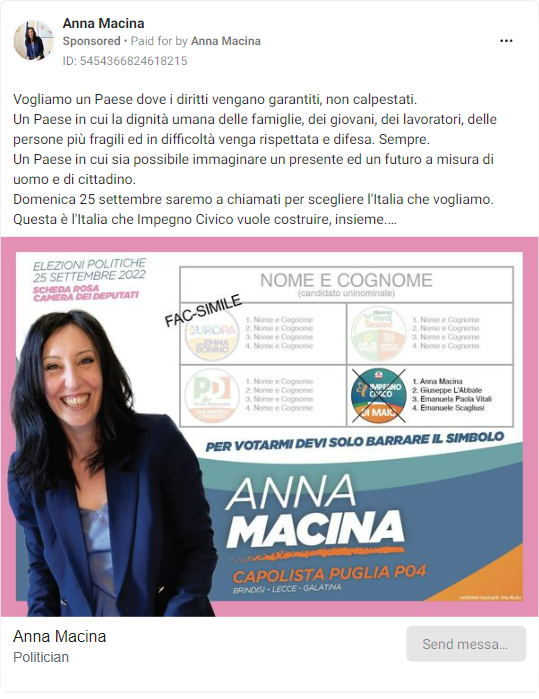 Anna Macina
Sponsored • Paid for by Anna Macina
ID: 5454366824618215
Vogliamo un Paese dove i diritti vengano garantiti, non calpestati.
Un Paese in cui la dignità umana delle famiglie, dei giovani, dei lavoratori, delle
persone più fragili ed in difficoltà venga rispettata e difesa. Sempre.
Un Paese in cui sia possibile immaginare un presente ed un futuro a misura di
uomo e di cittadino.
Domenica 25 settembre saremo a chiamati per scegliere l'Italia che vogliamo.
Questa è l'Italia che Impegno Civico vuole costruire, insieme....
ELEZIONI POLITICHE
25 SETTEMBRE 2022
SCHEDA ROSA
CAMERA DEI DEPUTATI
NOME E COGNOME
(candidato uninominale)
FAC-SIMILE
EUROPA
con EMMA
BONINO
1. Nome e Cognome
2. Nome e Cognome
3. Nome e Cognome
4. Nome e Cognome
Alleanza
Verdi
Sinistra
1. Nome e Cognome
2. Nome e Cognome
3. Nome e Cognome
4. Nome e Cognome
PD
1. Nome e Cognome
2. Nome e Cognome
3. Nome e Cognome
4. Nome e Cognome
IMPEGNO
CIVICO
DI MAIO
1. Anna Macina
2. Giuseppe L'Abbate
3. Emanuela Paola Vitali
4. Emanuele Scagliusi
PER VOTARMI DEVI SOLO BARRARE IL SIMBOLO
ANNA
MACINA
CAPOLISTA PUGLIA P04
BRINDISI - LECCE - GALATINA
Anna Macina
Politician
Send messa...